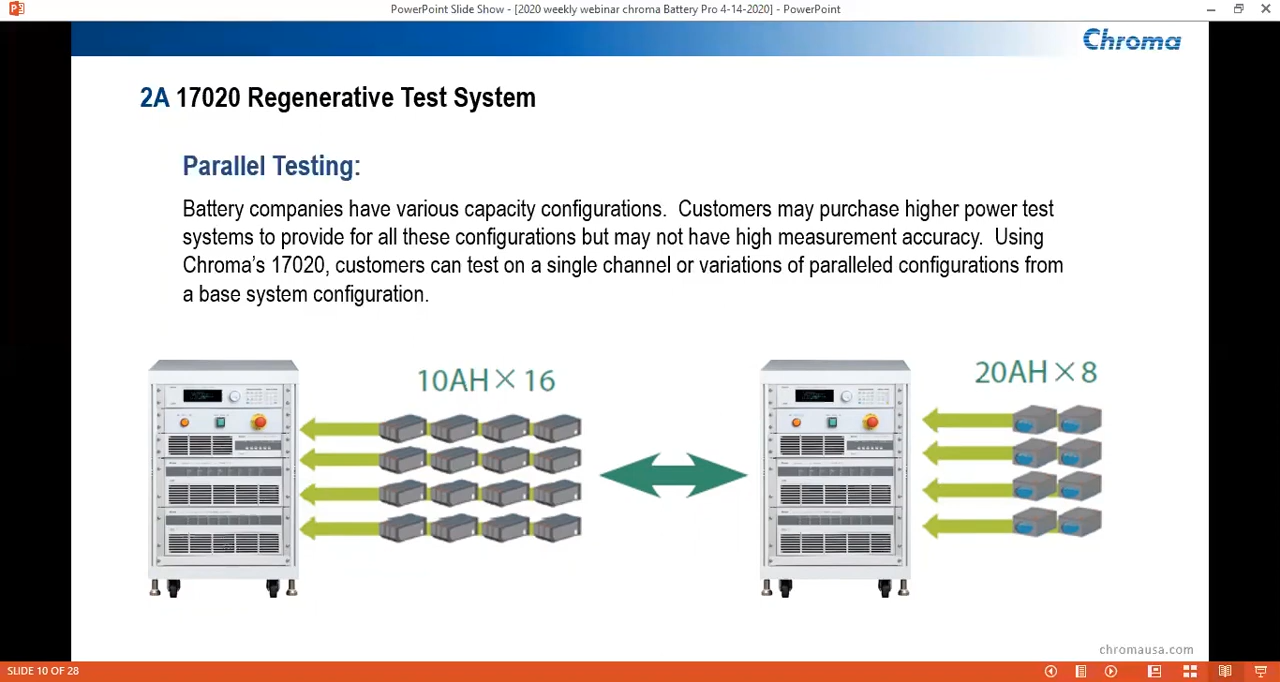 PowerPoint Slide Show - [2020 weekly webinar chroma Battery Pro 4-14-2020] - PowerPoint
Chroma
2A 17020 Regenerative Test System
Parallel Testing:
Battery companies have various capacity configurations.  Customers may purchase higher power test
systems to provide for all these configurations but may not have high measurement accuracy.  Using
Chroma's 17020, customers can test on a single channel or variations of paralleled configurations from
a base system configuration.
10AH×16
20AH×8
chromausa.com
SLIDE 10 OF 28